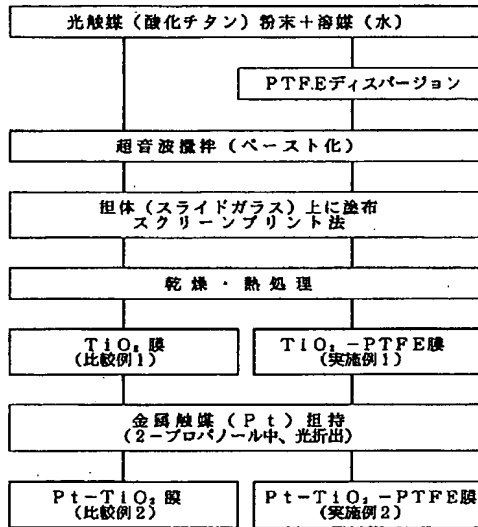 光触媒（酸化チタン）粉末＋溶媒（水）
PTFEディスパージョン
超音波攪拌（ペースト化）
担体（スライドガラス）上に塗布
スクリーンプリント法
乾燥・熱処理
TiO₂膜
（比較例1）
TiO₂－PTFE膜
（実施例1）
金属触媒（Pt）担持
（2－プロパノール中、光析出）
Pt－TiO₂膜
（比較例2）
Pt－TiO₂－PTFE膜
（実施例2）